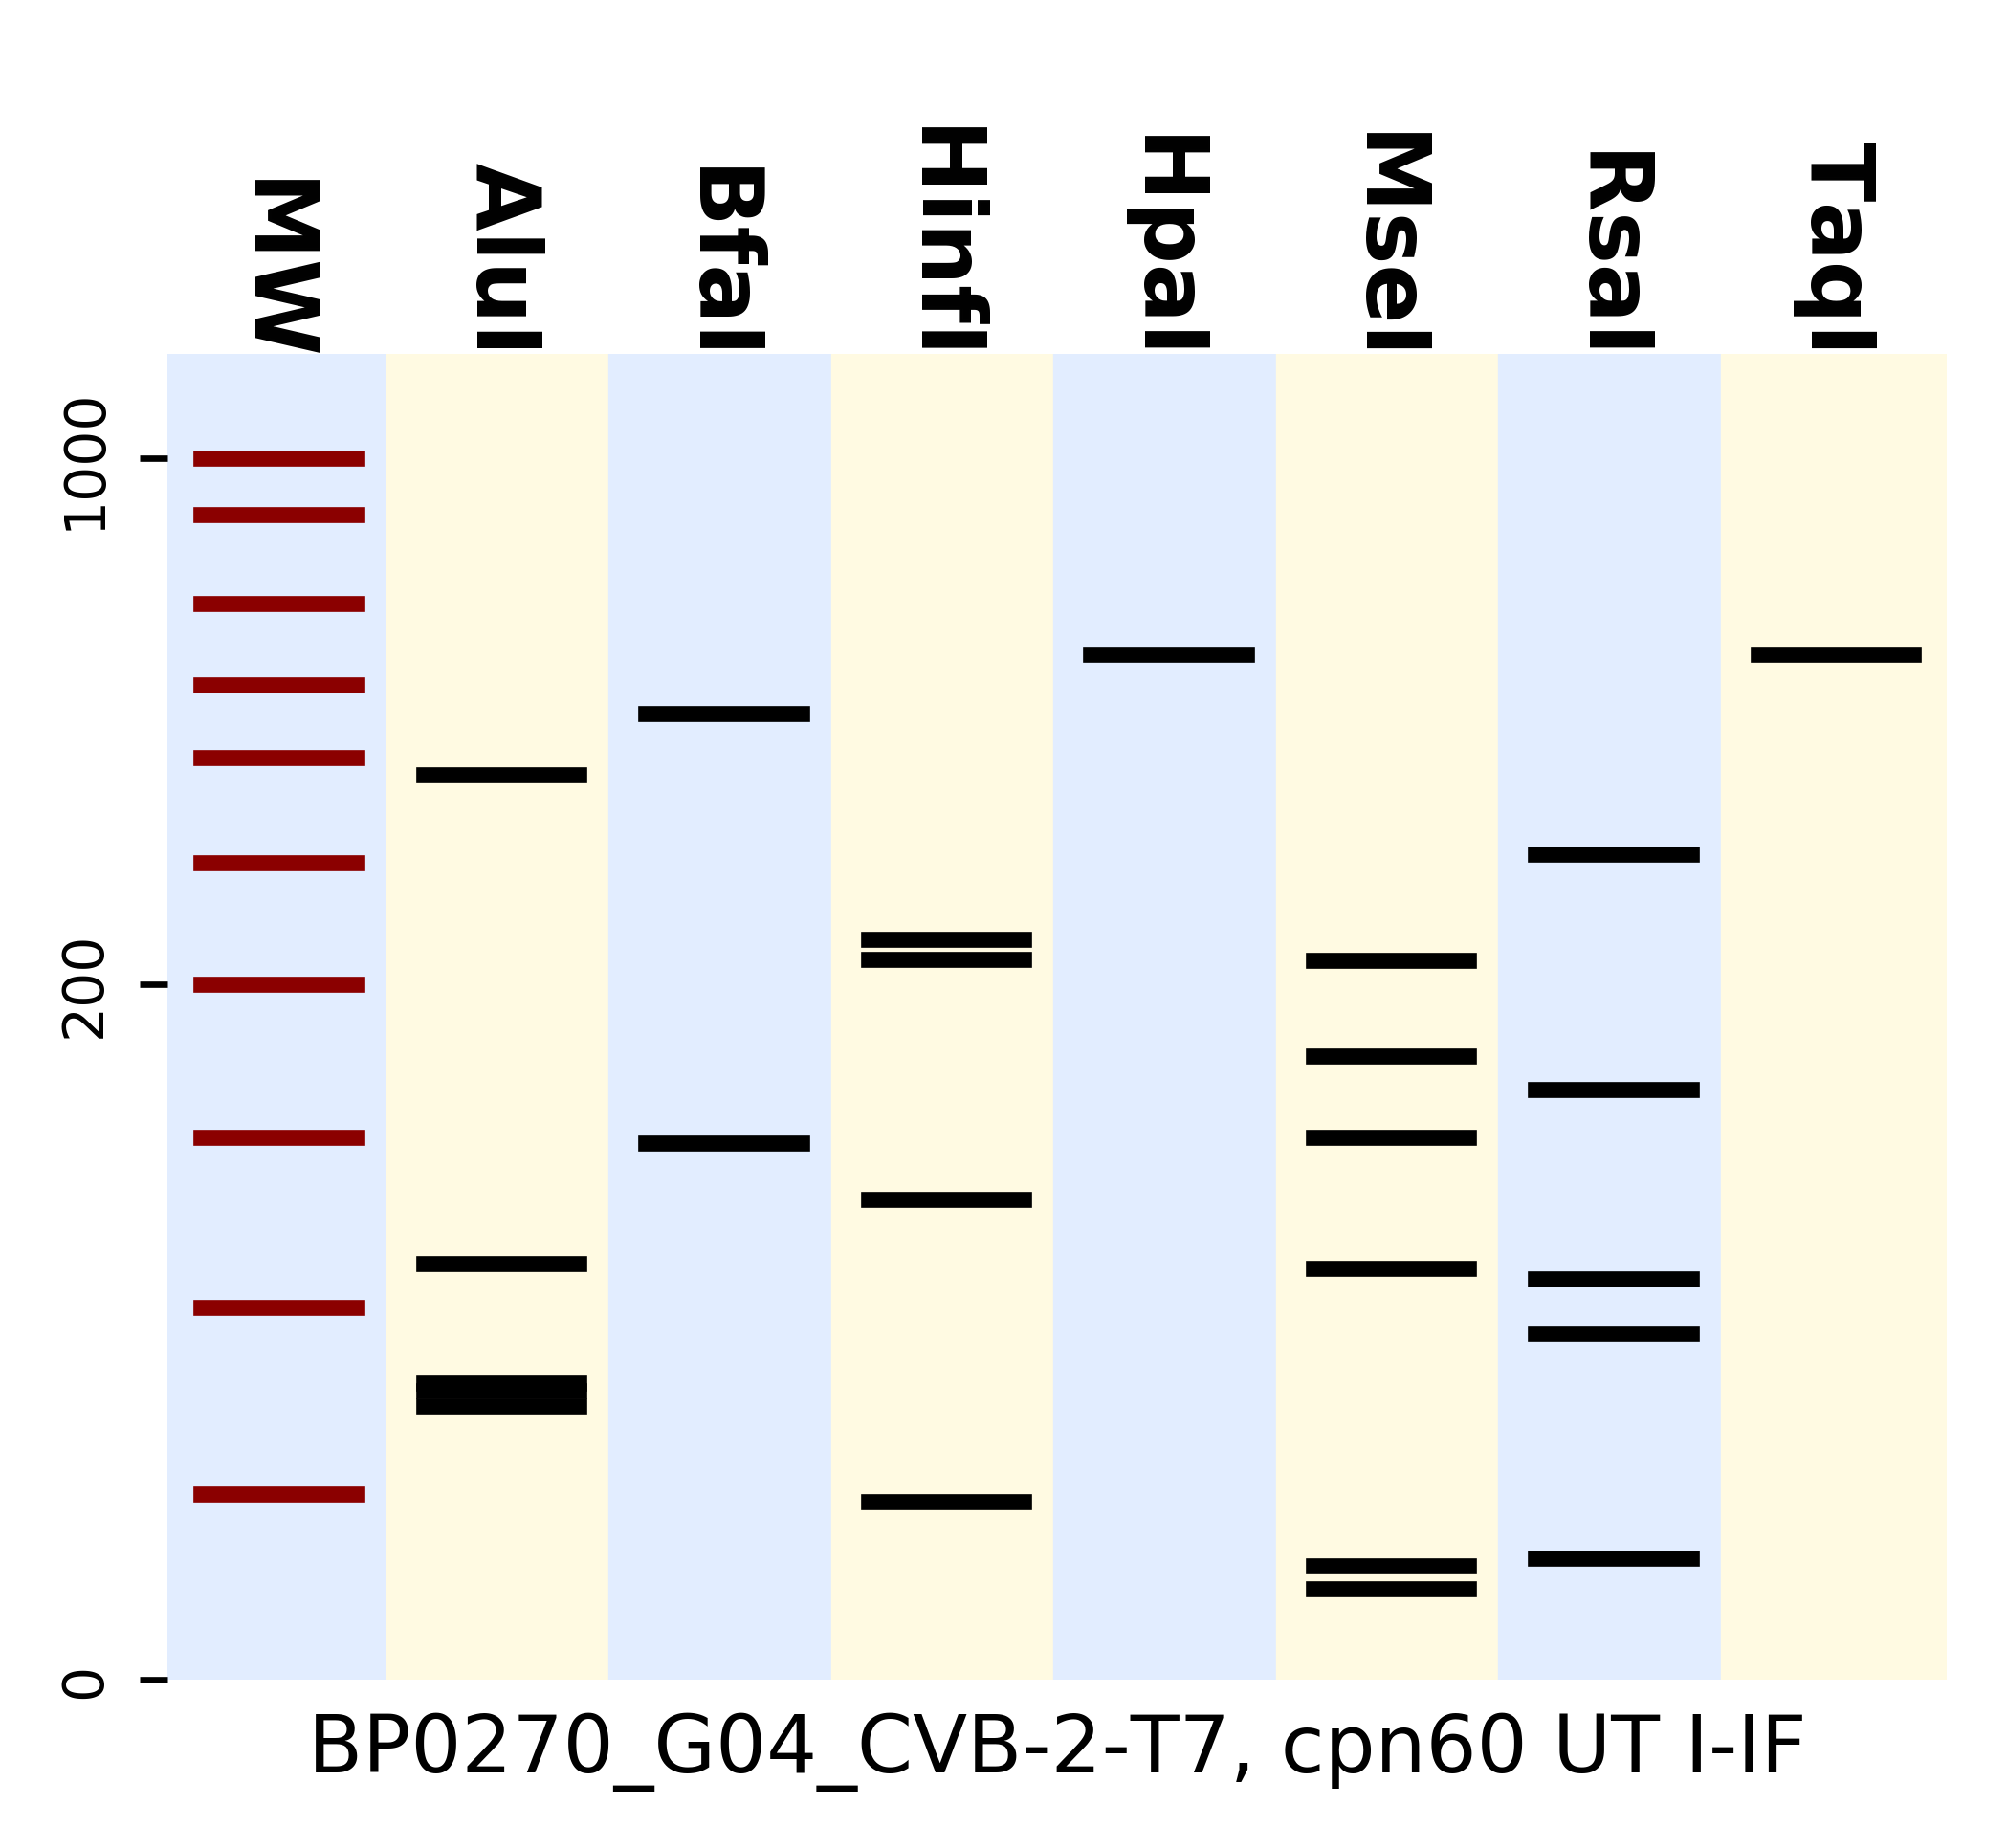 MW
AluI
BfaI
HinfI
HpaI
MseI
RsaI
TaqI
1000
200
0
BP0270_G04_CVB-2-T7, cpn60 UT I-IF